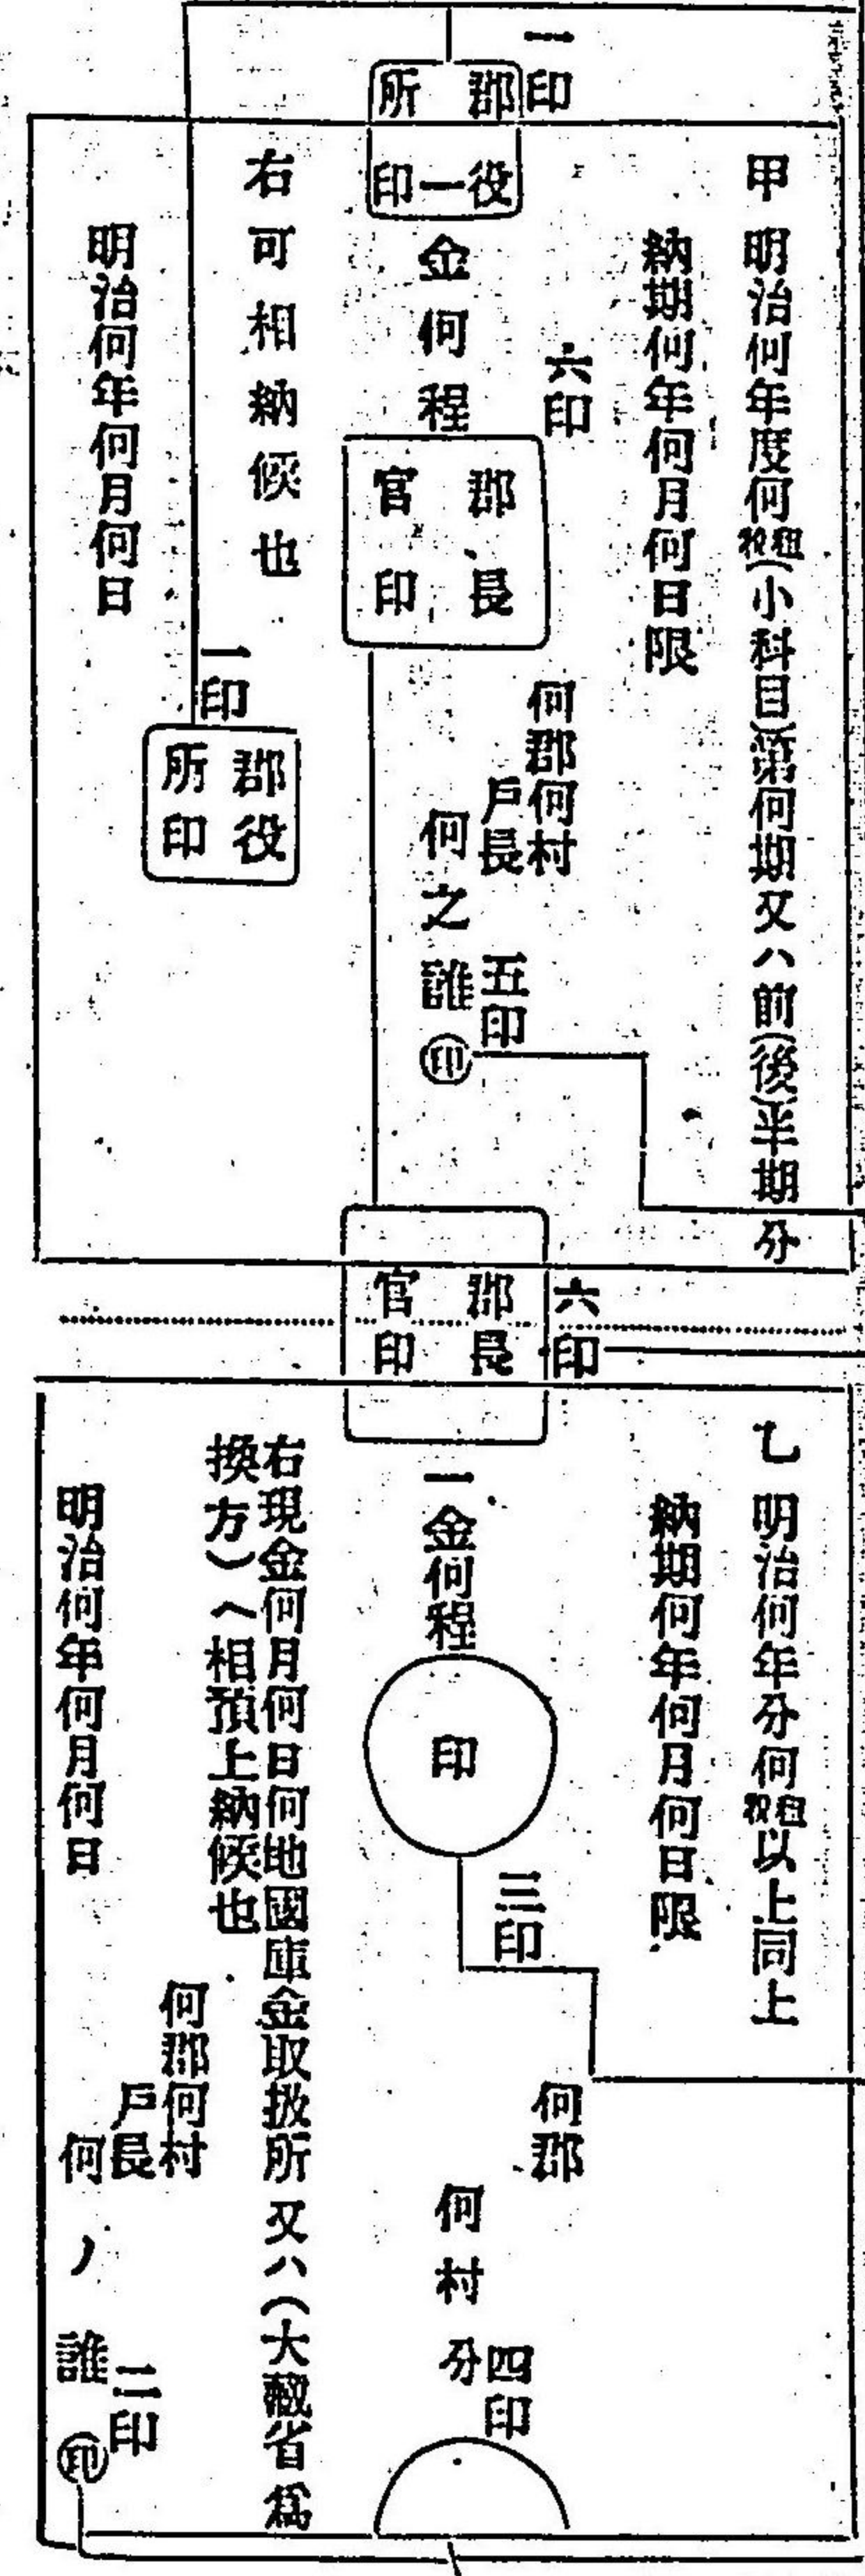 一印
郡役
所一印
甲 明治何年度何租税(小科目)第何期又ハ前(後)半期分
納期何年何月何日限
六印
金何程
郡長
官印
何郡何村
戸長
何之誰㊞
五印
右可相納候也
明治何年何月何日
一印
郡役
所印
六印
郡長
官印
乙 明治何年分何租税以上同上
納期何年何月何日限
一金何程
印
三印
何郡
何村分
四印
右現金何月何日何地國庫金取扱所又ハ(大藏省爲
換方)ヘ相預上納候也
明治何年何月何日
何郡何村
戸長
何ノ誰㊞
二印